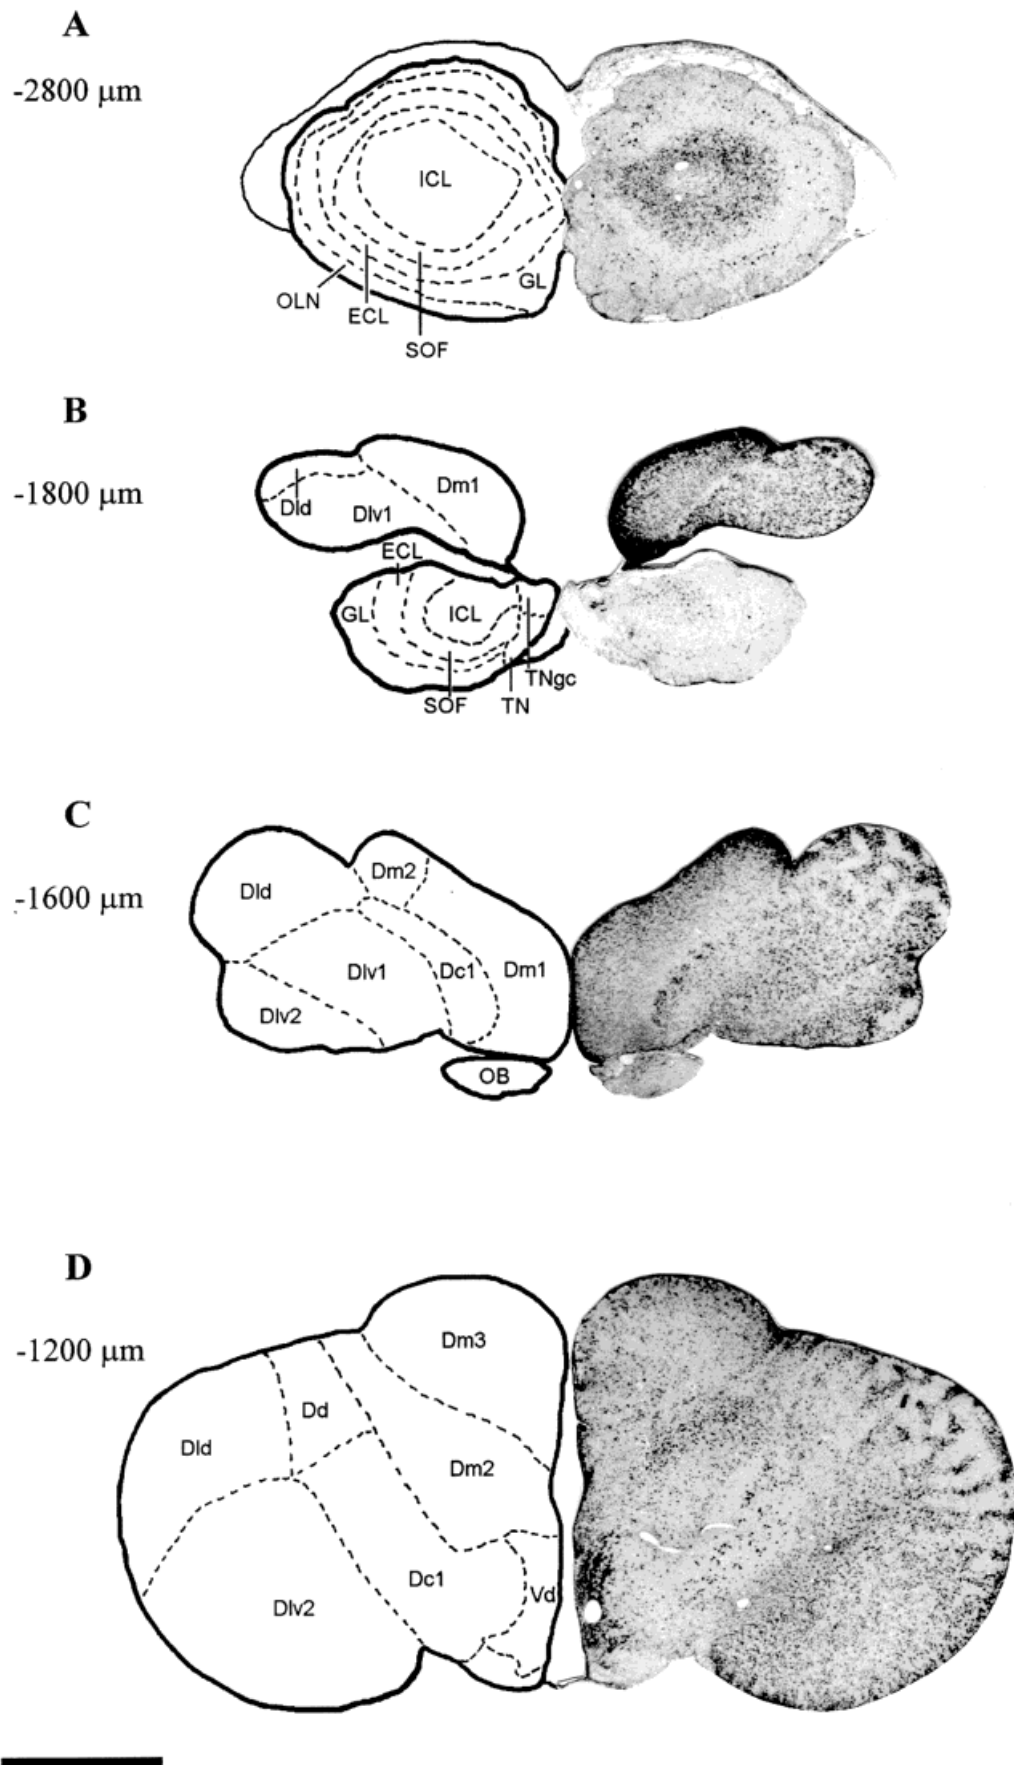 A
-2800 µm
ICL
GL
OLN
ECL
SOF
B
-1800 µm
Dm1
Dld
Dlv1
ECL
GL
ICL
TNgc
SOF
TN
C
-1600 µm
Dm2
Dld
Dlv1
Dc1
Dm1
Dlv2
OB
D
-1200 µm
Dm3
Dd
Dld
Dm2
Dc1
Vd
Dlv2